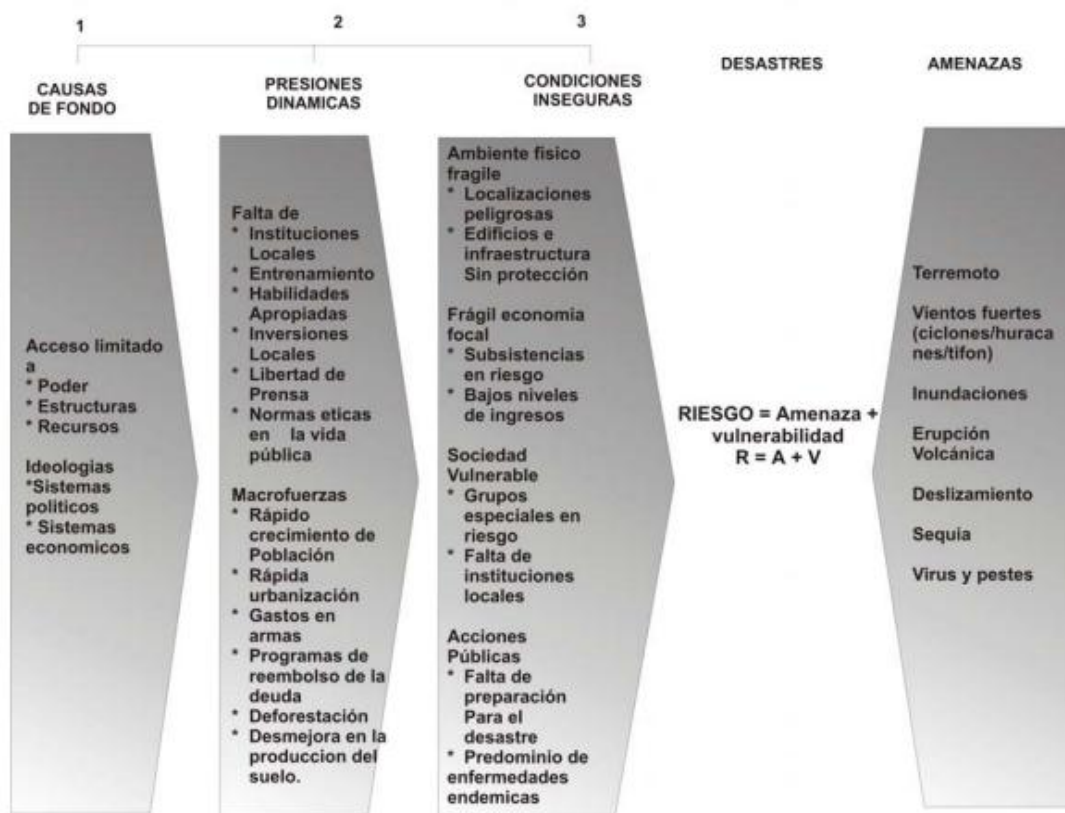 1
2
3
CAUSAS
DE FONDO
PRESIONES
DINAMICAS
CONDICIONES
INSEGURAS
DESASTRES
AMENAZAS
Acceso limitado
a
* Poder
* Estructuras
* Recursos
Ideologias
*Sistemas
politicos
* Sistemas
economicos
Falta de
* Instituciones
Locales
* Entrenamiento
* Habilidades
Apropiadas
* Inversiones
Locales
* Libertad de
Prensa
* Normas eticas
en la vida
pública
Macrofuerzas
* Rápido
crecimiento de
Población
* Rápida
urbanización
* Gastos en
armas
* Programas de
reembolso de la
deuda
* Deforestación
* Desmejora en la
produccion del
suelo.
Ambiente físico
fragile
* Localizaciones
peligrosas
* Edificios e
infraestructura
Sin protección
Frágil economia
focal
* Subsistencias
en riesgo
* Bajos niveles
de ingresos
Sociedad
Vulnerable
* Grupos
especiales en
riesgo
* Falta de
instituciones
locales
Acciones
Públicas
* Falta de
preparación
Para el
desastre
* Predominio de
enfermedades
endemicas
RIESGO = Amenaza +
vulnerabilidad
R = A + V
Terremoto
Vientos fuertes
(ciclones/huraca
nes/tifon)
Inundaciones
Erupción
Volcánica
Deslizamiento
Sequia
Virus y pestes